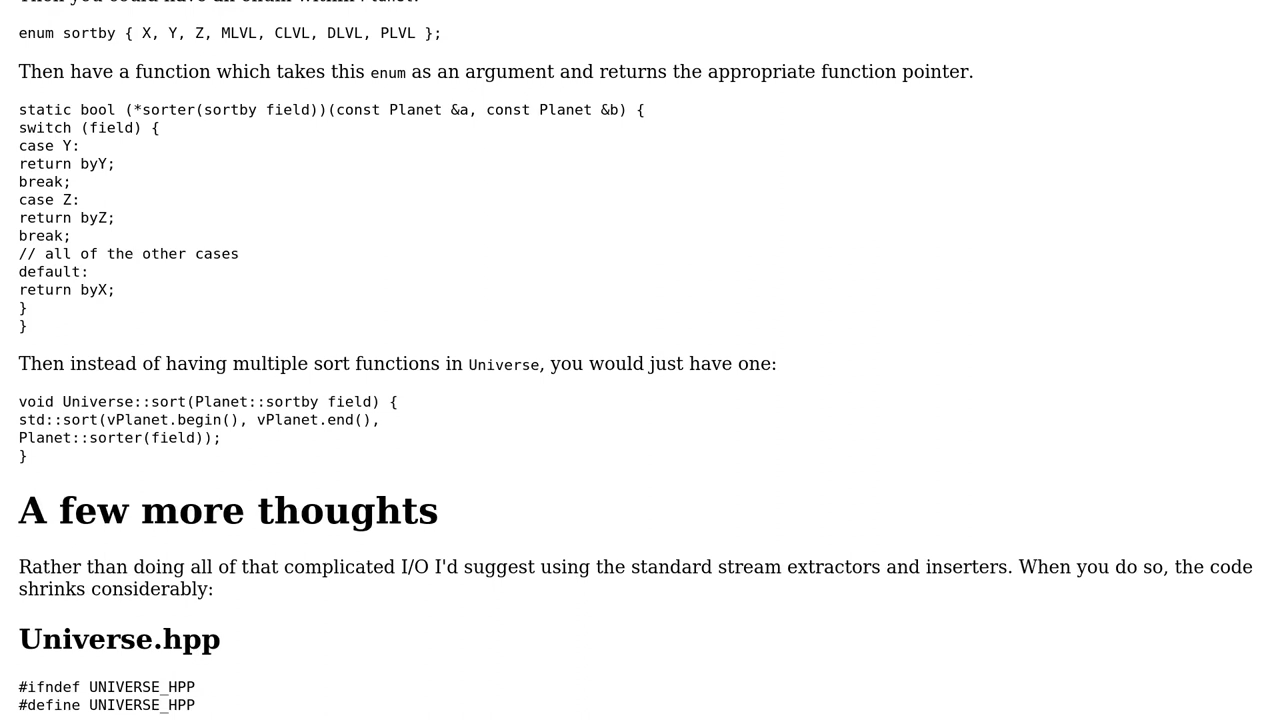 enum sortby { X, Y, Z, MLVL, CLVL, DLVL, PLVL };
Then have a function which takes this enum as an argument and returns the appropriate function pointer.
static bool (*sorter(sortby field))(const Planet &a, const Planet &b) {
switch (field) {
case Y:
return byY;
break;
case Z:
return byZ;
break;
// all of the other cases
default:
return byX;
}
}
Then instead of having multiple sort functions in Universe, you would just have one:
void Universe::sort(Planet::sortby field) {
std::sort(vPlanet.begin(), vPlanet.end(),
Planet::sorter(field));
}
A few more thoughts
Rather than doing all of that complicated I/O I'd suggest using the standard stream extractors and inserters. When you do so, the code
shrinks considerably:
Universe.hpp
#ifndef UNIVERSE_HPP
#define UNIVERSE_HPP